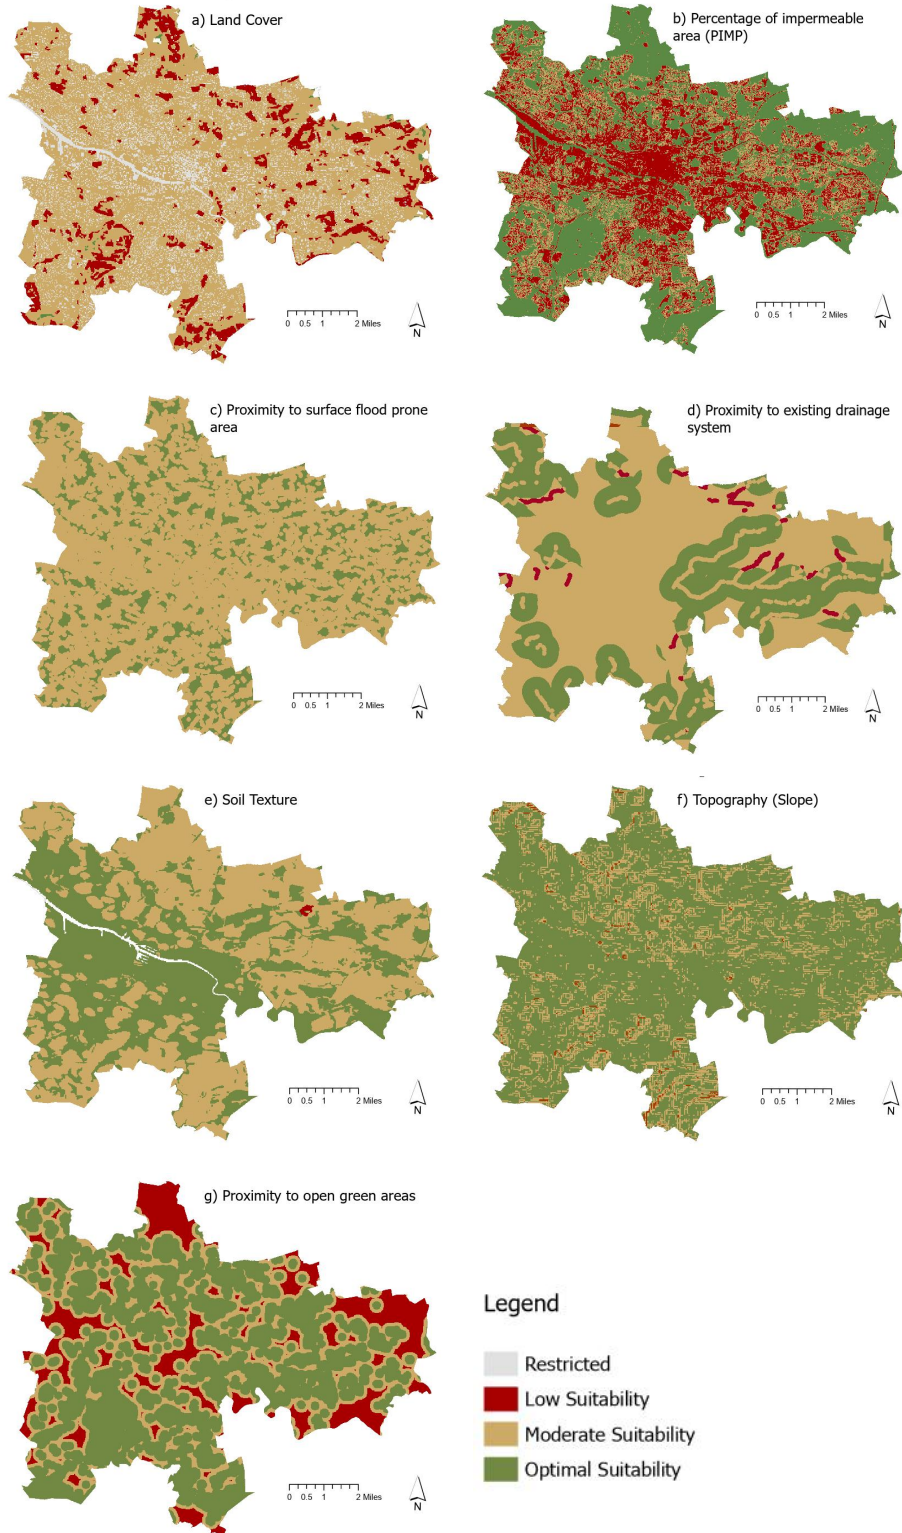 a) Land Cover
b) Percentage of impermeable
area (PIMP)
0 0.5 1 2 Miles
N
0 0.5 1 2 Miles
N
c) Proximity to surface flood prone
area
d) Proximity to existing drainage
system
0 0.5 1 2 Miles
N
0 0.5 1 2 Miles
N
e) Soil Texture
f) Topography (Slope)
0 0.5 1 2 Miles
N
0 0.5 1 2 Miles
N
g) Proximity to open green areas
0 0.5 1 2 Miles
N
Legend
Restricted
Low Suitability
Moderate Suitability
Optimal Suitability